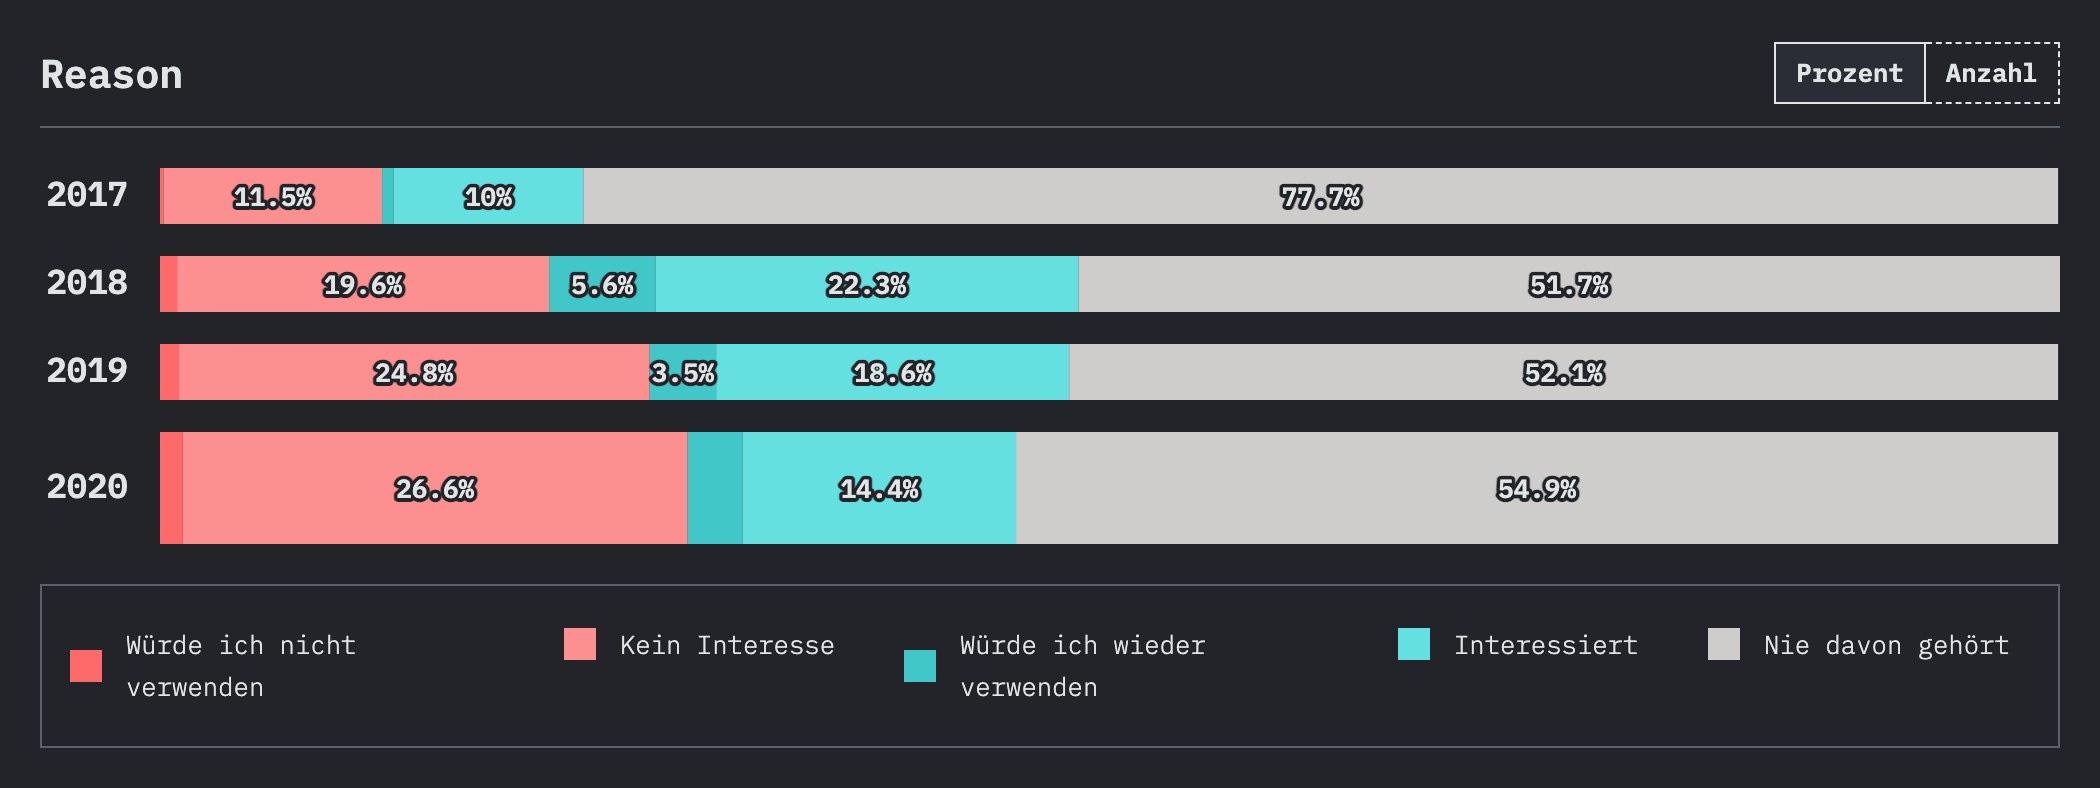 Reason
Prozent
Anzahl
2017
11.5%
10%
77.7%
2018
19.6%
5.6%
22.3%
51.7%
2019
24.8%
3.5%
18.6%
52.1%
2020
26.6%
14.4%
54.9%
Würde ich nicht
verwenden
Kein Interesse
Würde ich wieder
verwenden
Interessiert
Nie davon gehört